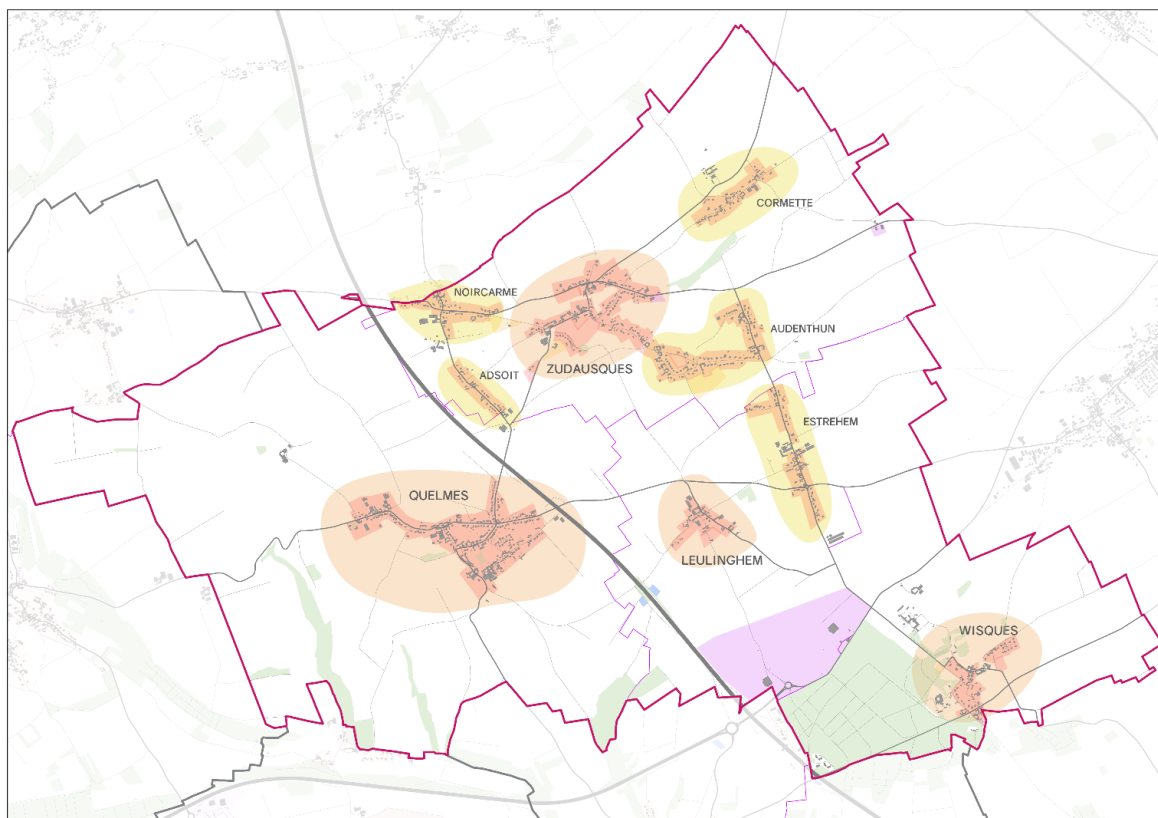 CORMETTE
NOIRCARME
AUDENTHUN
ZUDAUSQUES
ADSOIT
ESTREHEM
QUELMES
LEULINGHEM
WISQUES